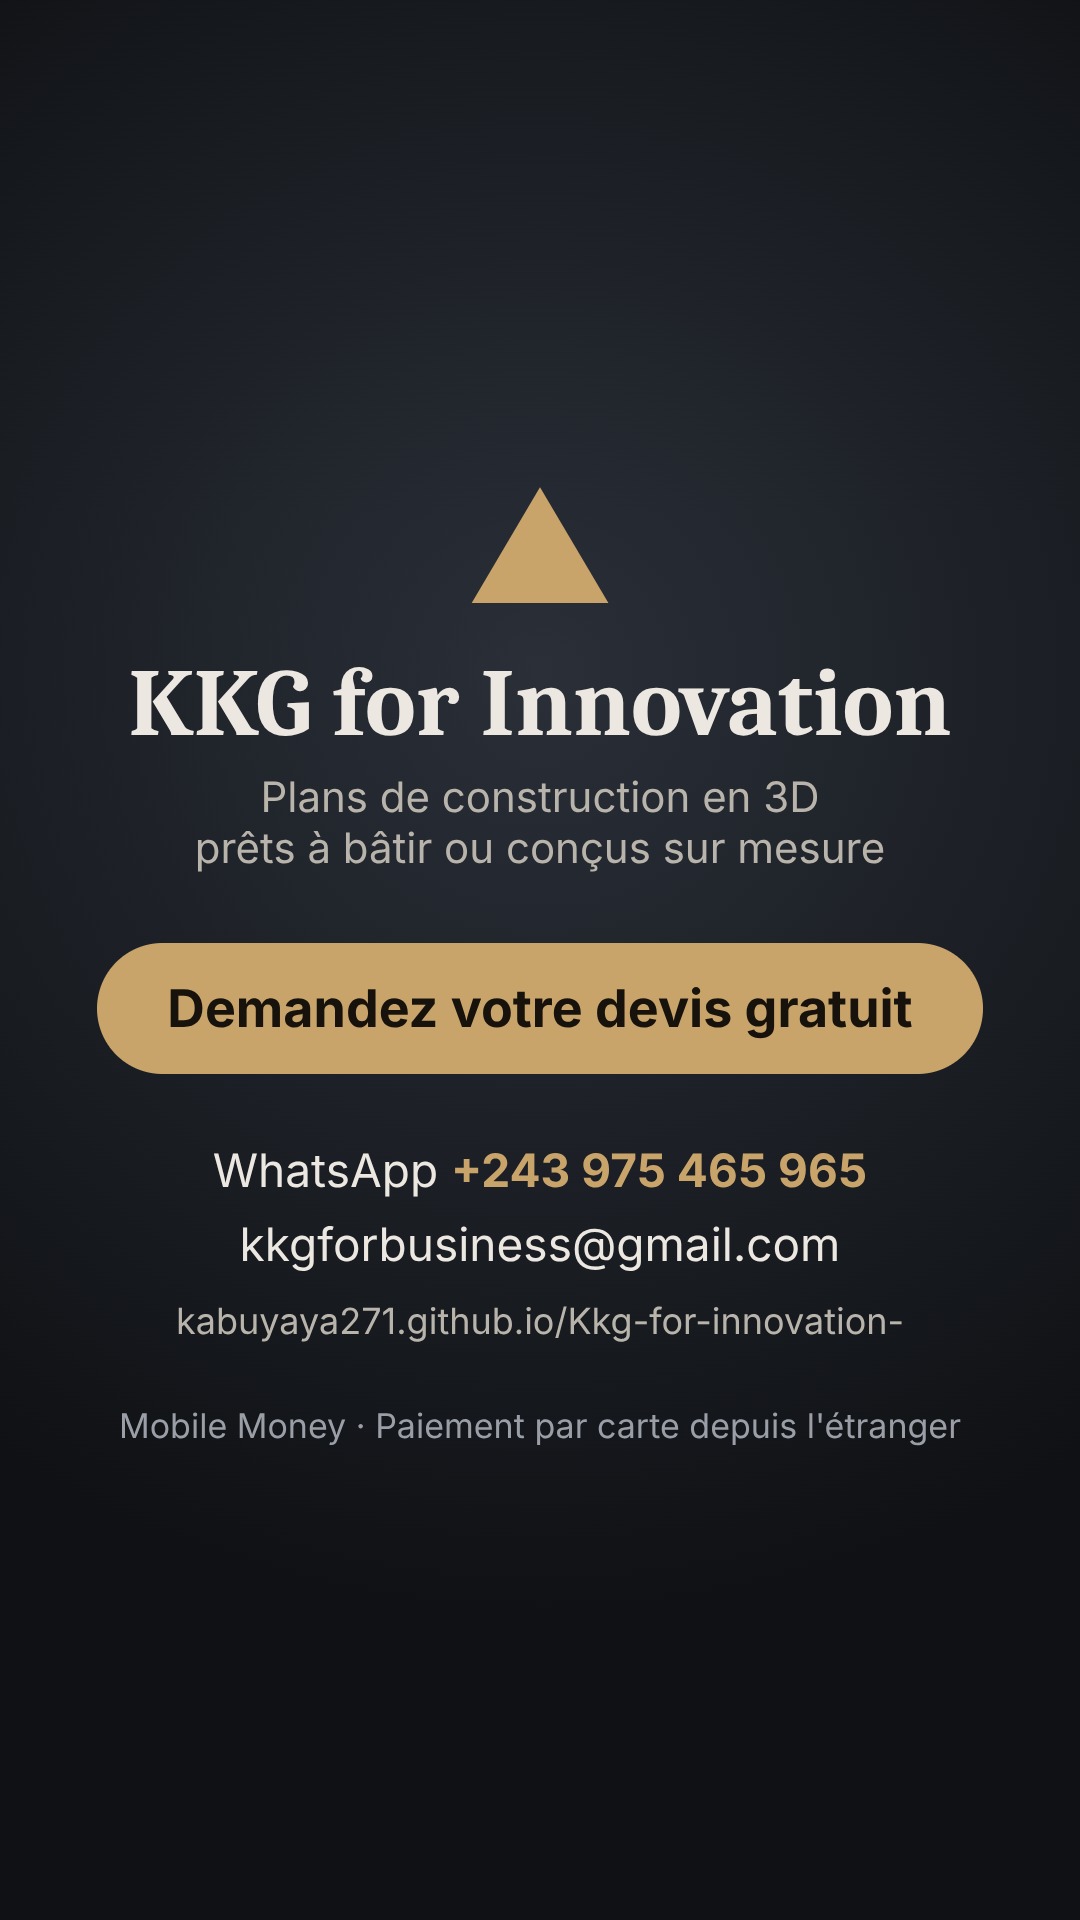 KKG for Innovation
Plans de construction en 3D
prêts à bâtir ou conçus sur mesure
Demandez votre devis gratuit
WhatsApp +243 975 465 965
kkgforbusiness@gmail.com
kabuyaya271.github.io/Kkg-for-innovation-
Mobile Money · Paiement par carte depuis l'étranger